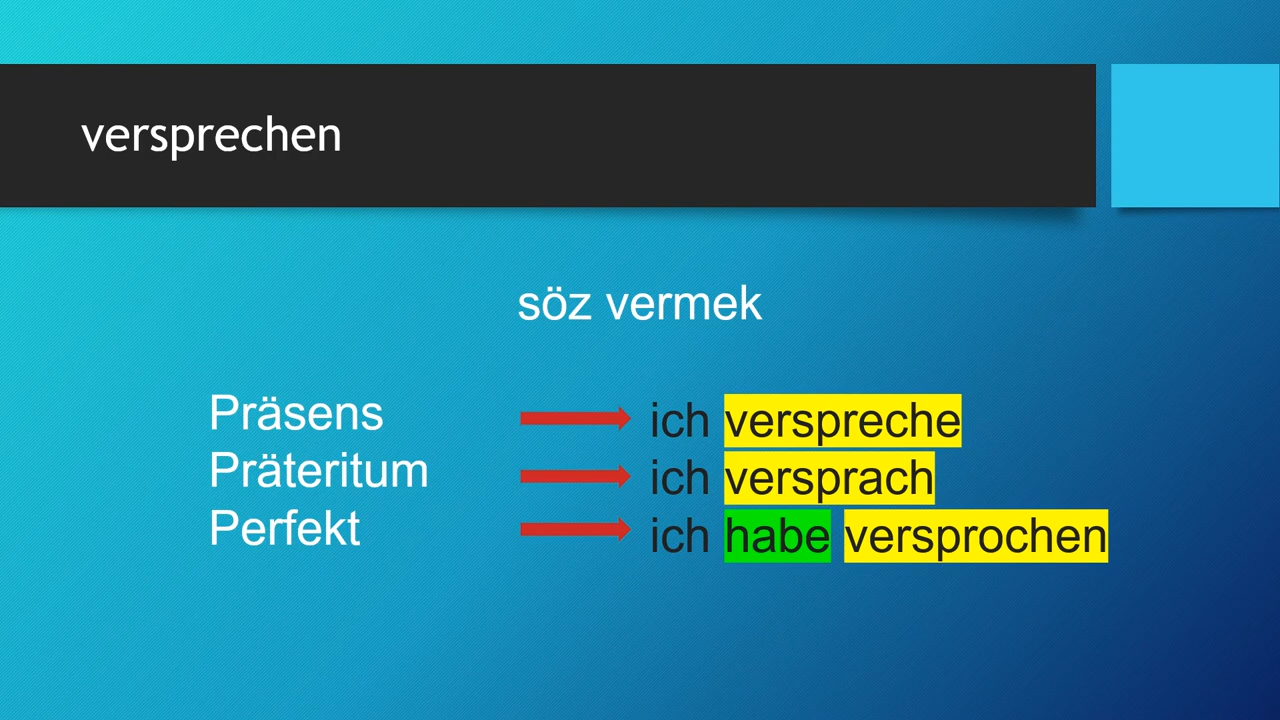 versprechen
söz vermek
Präsens ich verspreche
Präteritum ich versprach
Perfekt ich habe versprochen